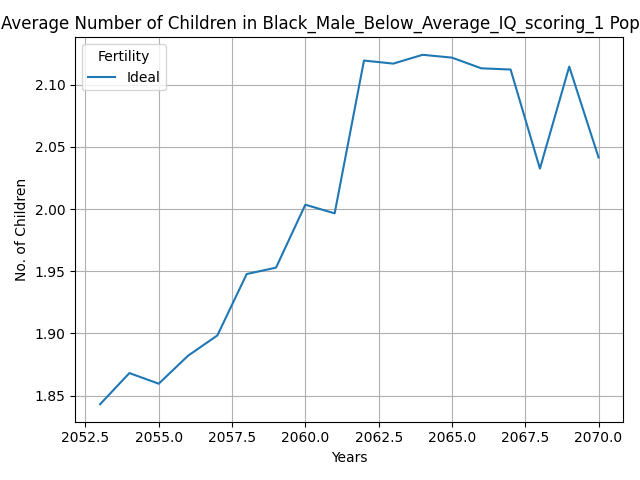 Average Number of Children in Black_Male_Below_Average_IQ_scoring_1 Pop
Fertility
Ideal
2.10
2.05
2.00
1.95
1.90
1.85
No. of Children
2052.5 2055.0 2057.5 2060.0 2062.5 2065.0 2067.5 2070.0
Years